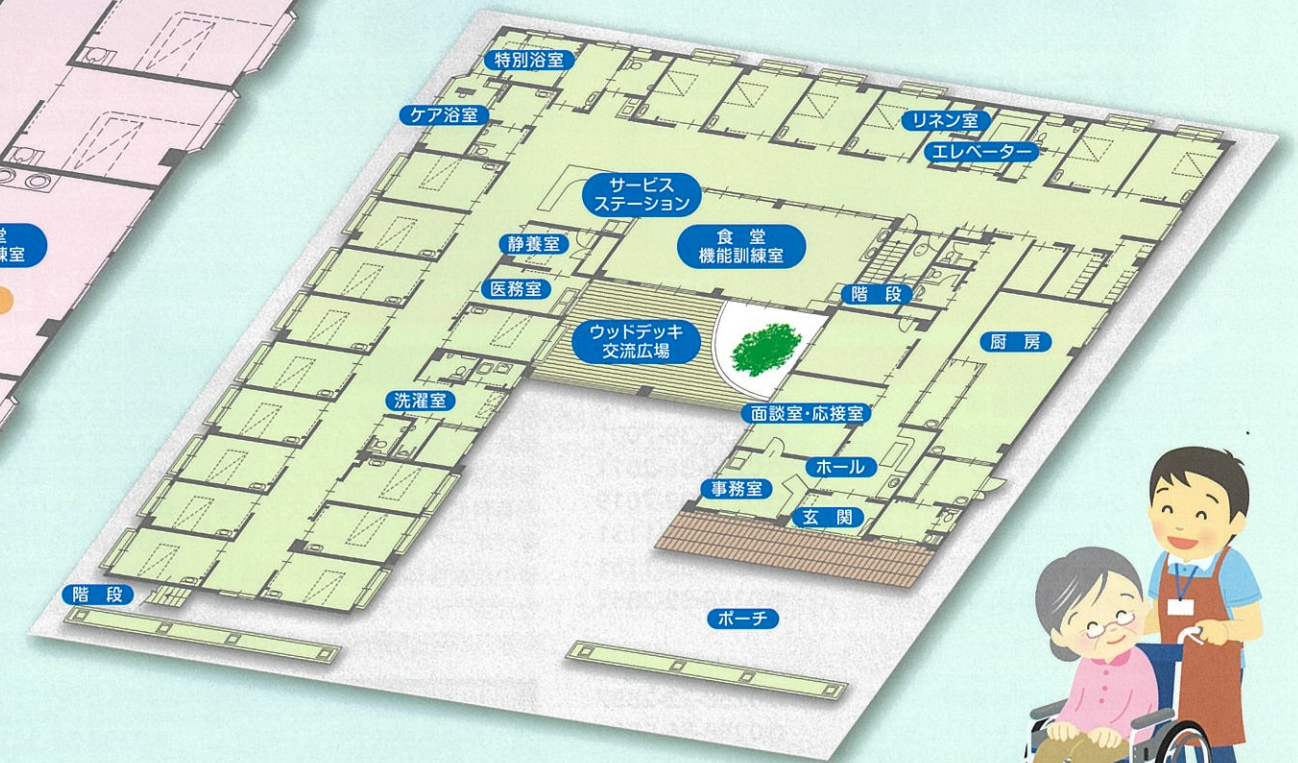 特別浴室
ケア浴室
リネン室
エレベーター
サービス
ステーション
静養室
食 堂
機能訓練室
医務室
階 段
ウッドデッキ
交流広場
厨 房
洗濯室
面談室・応接室
ホール
事務室
玄 関
階 段
ポーチ
堂
練室